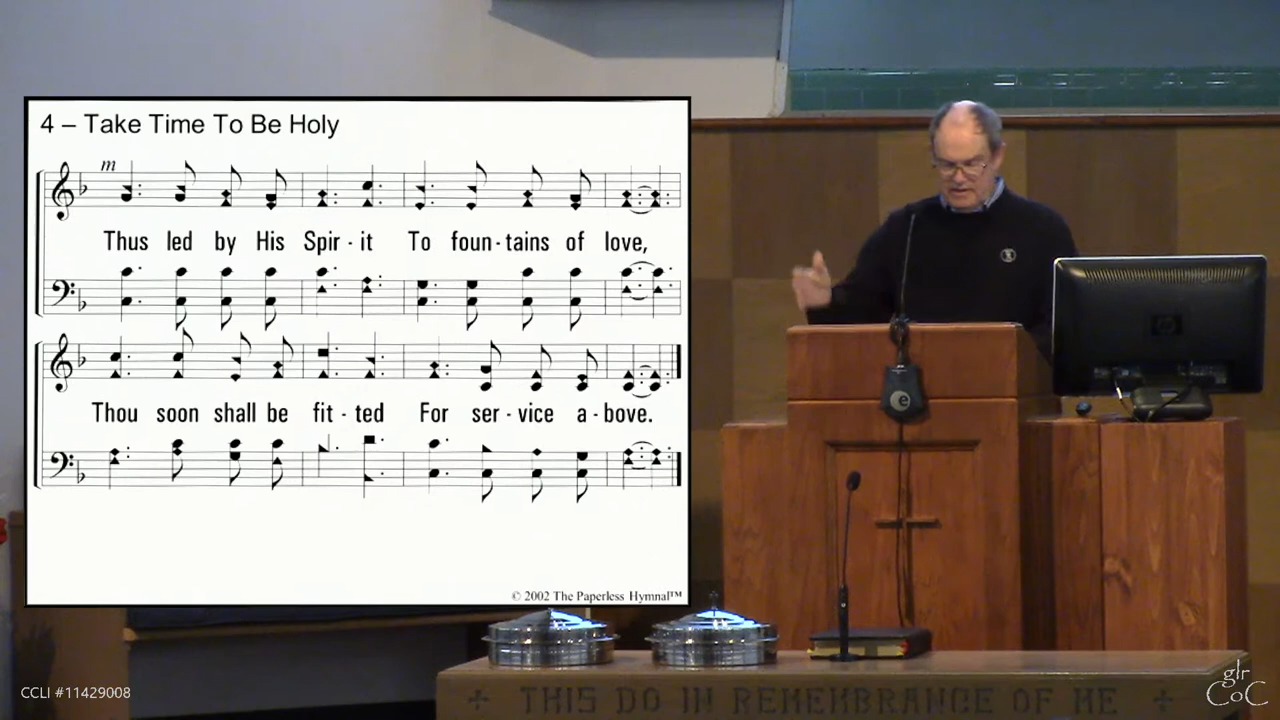 4 – Take Time To Be Holy
m
Thus led by His Spir - it To foun - tains of love,
Thou soon shall be fit - ted For ser - vice a - bove.
© 2002 The Paperless Hymnal™
THIS DO IN REMEMBRANCE OF ME
CCLI #11429008
glr
CoC